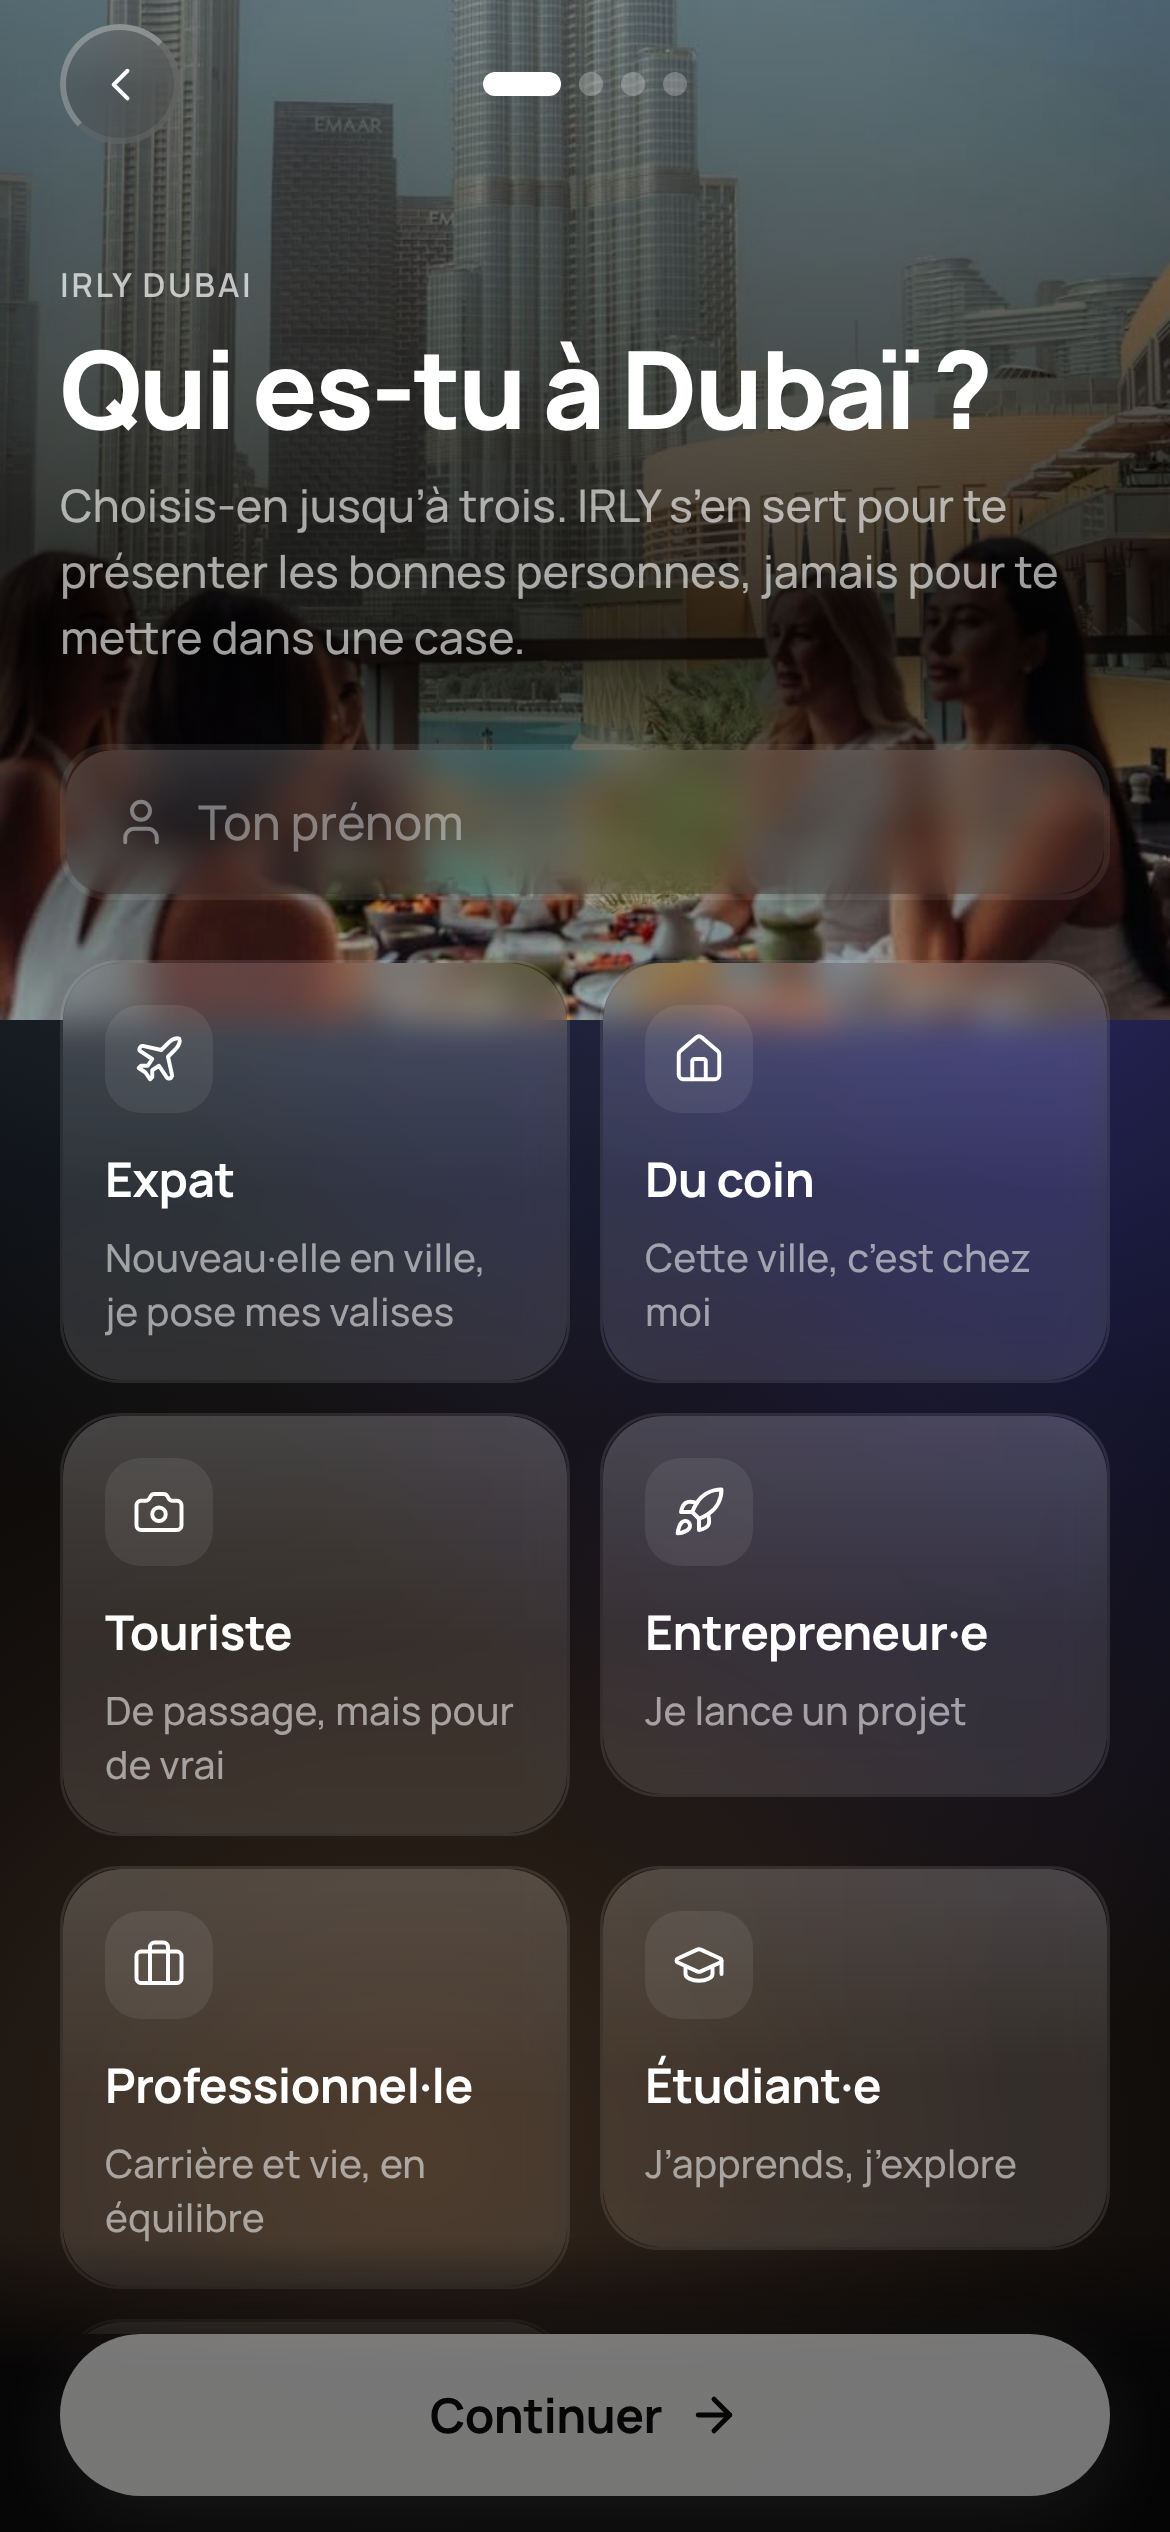 EMAAR
EM
IRLY DUBAI
Qui es-tu à Dubaï ?
Choisis-en jusqu’à trois. IRLY s’en sert pour te
présenter les bonnes personnes, jamais pour te
mettre dans une case.
Ton prénom
Expat
Nouveau·elle en ville,
je pose mes valises
Du coin
Cette ville, c’est chez
moi
Touriste
De passage, mais pour
de vrai
Entrepreneur·e
Je lance un projet
Professionnel·le
Carrière et vie, en
équilibre
Étudiant·e
J’apprends, j’explore
Continuer